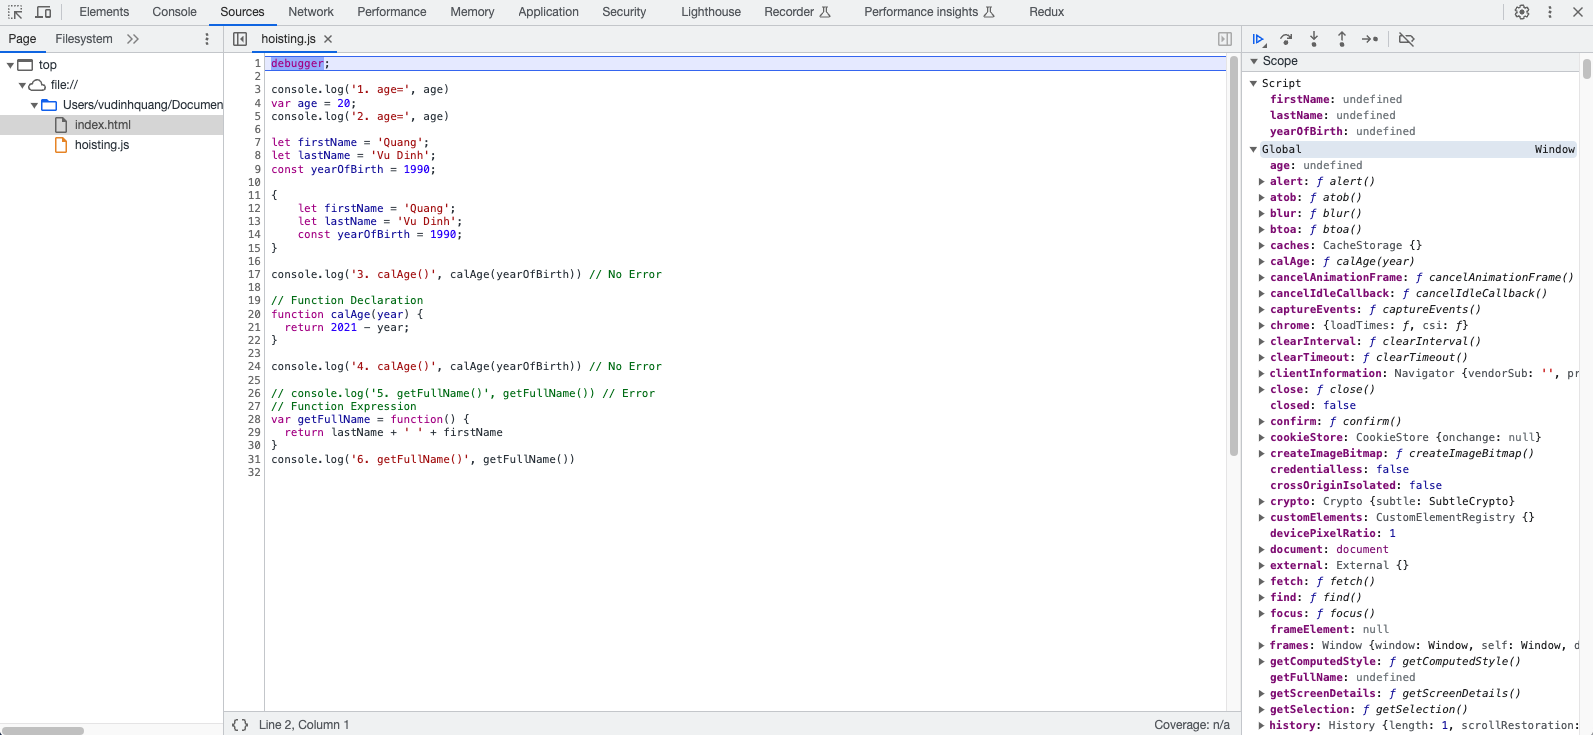 Elements Console Sources Network Performance Memory Application Security Lighthouse Recorder Performance insights Redux
Page Filesystem
top
file://
Users/vudinhquang/Documen
index.html
hoisting.js
hoisting.js
1 debugger;
2
3 console.log('1. age=', age)
4 var age = 20;
5 console.log('2. age=', age)
6
7 let firstName = 'Quang';
8 let lastName = 'Vu Dinh';
9 const yearOfBirth = 1990;
10
11 {
12 let firstName = 'Quang';
13 let lastName = 'Vu Dinh';
14 const yearOfBirth = 1990;
15 }
16
17 console.log('3. calAge()', calAge(yearOfBirth)) // No Error
18
19 // Function Declaration
20 function calAge(year) {
21 return 2021 - year;
22 }
23
24 console.log('4. calAge()', calAge(yearOfBirth)) // No Error
25
26 // console.log('5. getFullName()', getFullName()) // Error
27 // Function Expression
28 var getFullName = function() {
29 return lastName + ' ' + firstName
30 }
31 console.log('6. getFullName()', getFullName())
32
{} Line 2, Column 1 Coverage: n/a
Scope
Script
firstName: undefined
lastName: undefined
yearOfBirth: undefined
Global Window
age: undefined
alert: ƒ alert()
atob: ƒ atob()
blur: ƒ blur()
btoa: ƒ btoa()
caches: CacheStorage {}
calAge: ƒ calAge(year)
cancelAnimationFrame: ƒ cancelAnimationFrame()
cancelIdleCallback: ƒ cancelIdleCallback()
captureEvents: ƒ captureEvents()
chrome: {loadTimes: ƒ, csi: ƒ}
clearInterval: ƒ clearInterval()
clearTimeout: ƒ clearTimeout()
clientInformation: Navigator {vendorSub: '', pr
close: ƒ close()
closed: false
confirm: ƒ confirm()
cookieStore: CookieStore {onchange: null}
createImageBitmap: ƒ createImageBitmap()
credentialless: false
crossOriginIsolated: false
crypto: Crypto {subtle: SubtleCrypto}
customElements: CustomElementRegistry {}
devicePixelRatio: 1
document: document
external: External {}
fetch: ƒ fetch()
find: ƒ find()
focus: ƒ focus()
frameElement: null
frames: Window {window: Window, self: Window, d
getComputedStyle: ƒ getComputedStyle()
getFullName: undefined
getScreenDetails: ƒ getScreenDetails()
getSelection: ƒ getSelection()
history: History {length: 1, scrollRestoration: